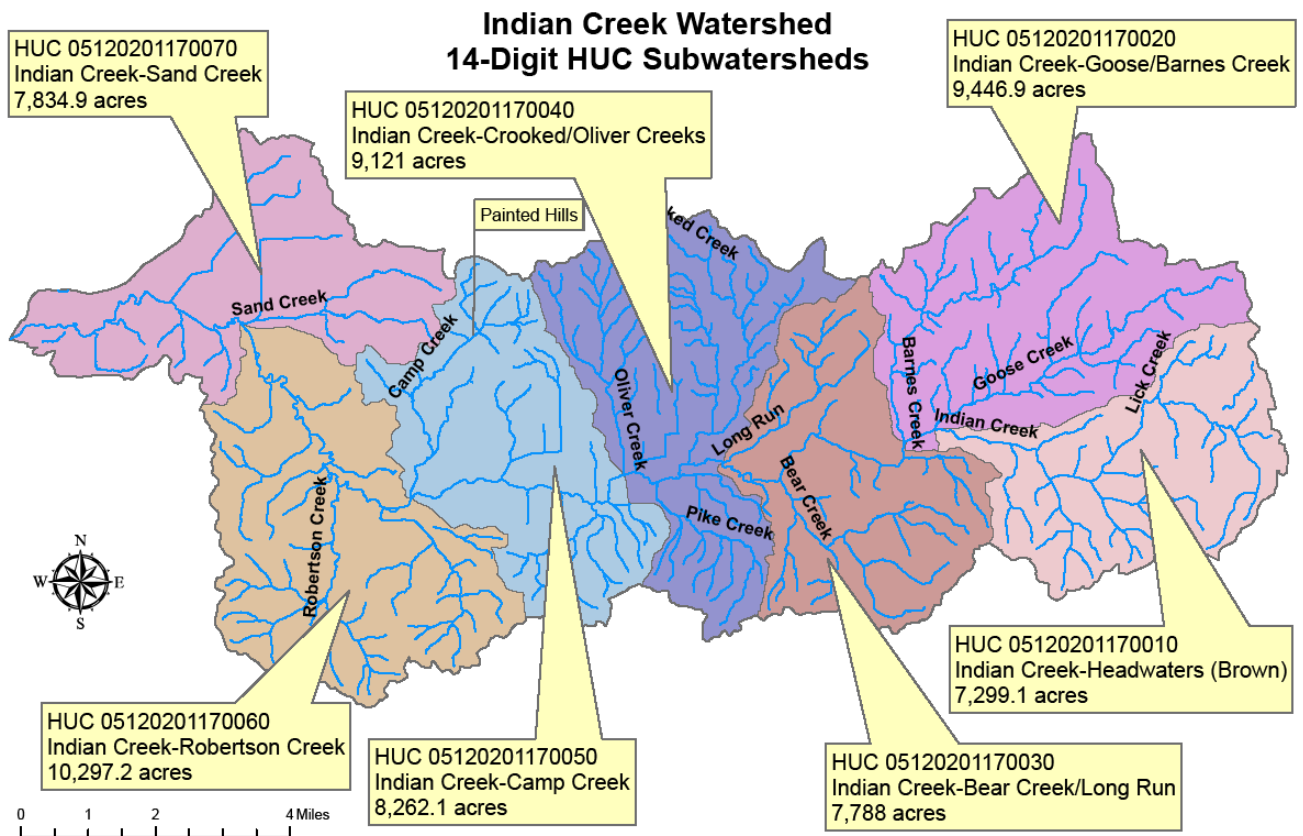 Indian Creek Watershed
14-Digit HUC Subwatersheds
HUC 05120201170070
Indian Creek-Sand Creek
7,834.9 acres
HUC 05120201170040
Indian Creek-Crooked/Oliver Creeks
9,121 acres
HUC 05120201170020
Indian Creek-Goose/Barnes Creek
9,446.9 acres
Painted Hills
ked Creek
Sand Creek
Camp Creek
Oliver Creek
Long Run
Barnes Creek
Goose Creek
Lick Creek
Indian Creek
Bear Creek
Pike Creek
Robertson Creek
N
W E
S
HUC 05120201170010
Indian Creek-Headwaters (Brown)
7,299.1 acres
HUC 05120201170060
Indian Creek-Robertson Creek
10,297.2 acres
HUC 05120201170050
Indian Creek-Camp Creek
8,262.1 acres
HUC 05120201170030
Indian Creek-Bear Creek/Long Run
7,788 acres
0 1 2 4 Miles